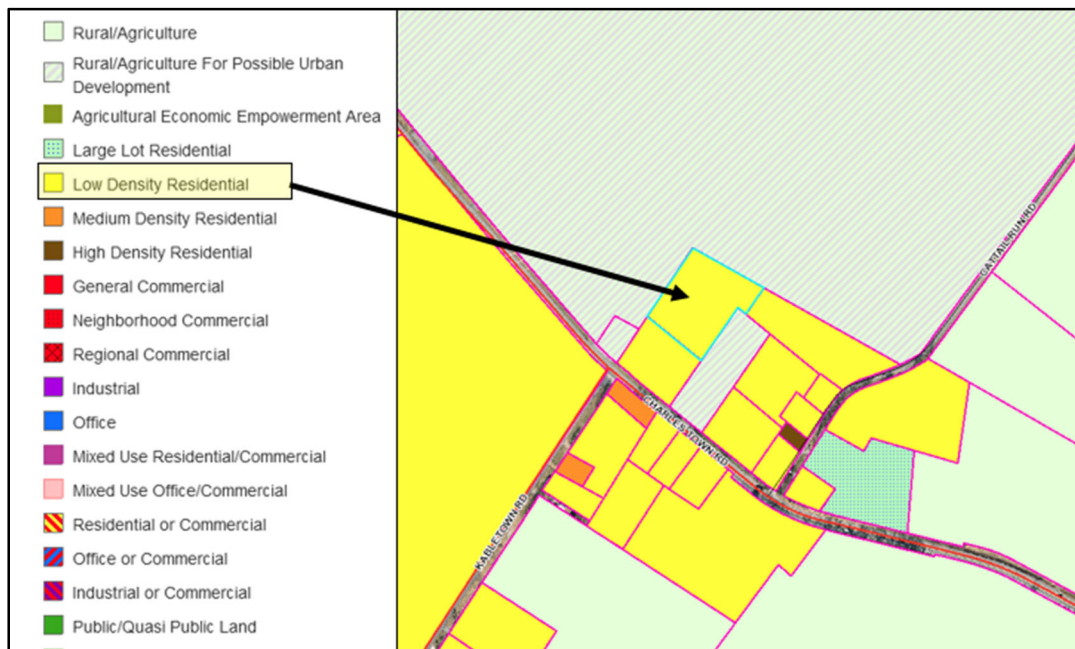 Rural/Agriculture
Rural/Agriculture For Possible Urban
Development
Agricultural Economic Empowerment Area
Large Lot Residential
Low Density Residential
Medium Density Residential
High Density Residential
General Commercial
Neighborhood Commercial
Regional Commercial
Industrial
Office
Mixed Use Residential/Commercial
Mixed Use Office/Commercial
Residential or Commercial
Office or Commercial
Industrial or Commercial
Public/Quasi Public Land
CATTAIL RUN RD
CHARLES TOWN RD
KABLETOWN RD